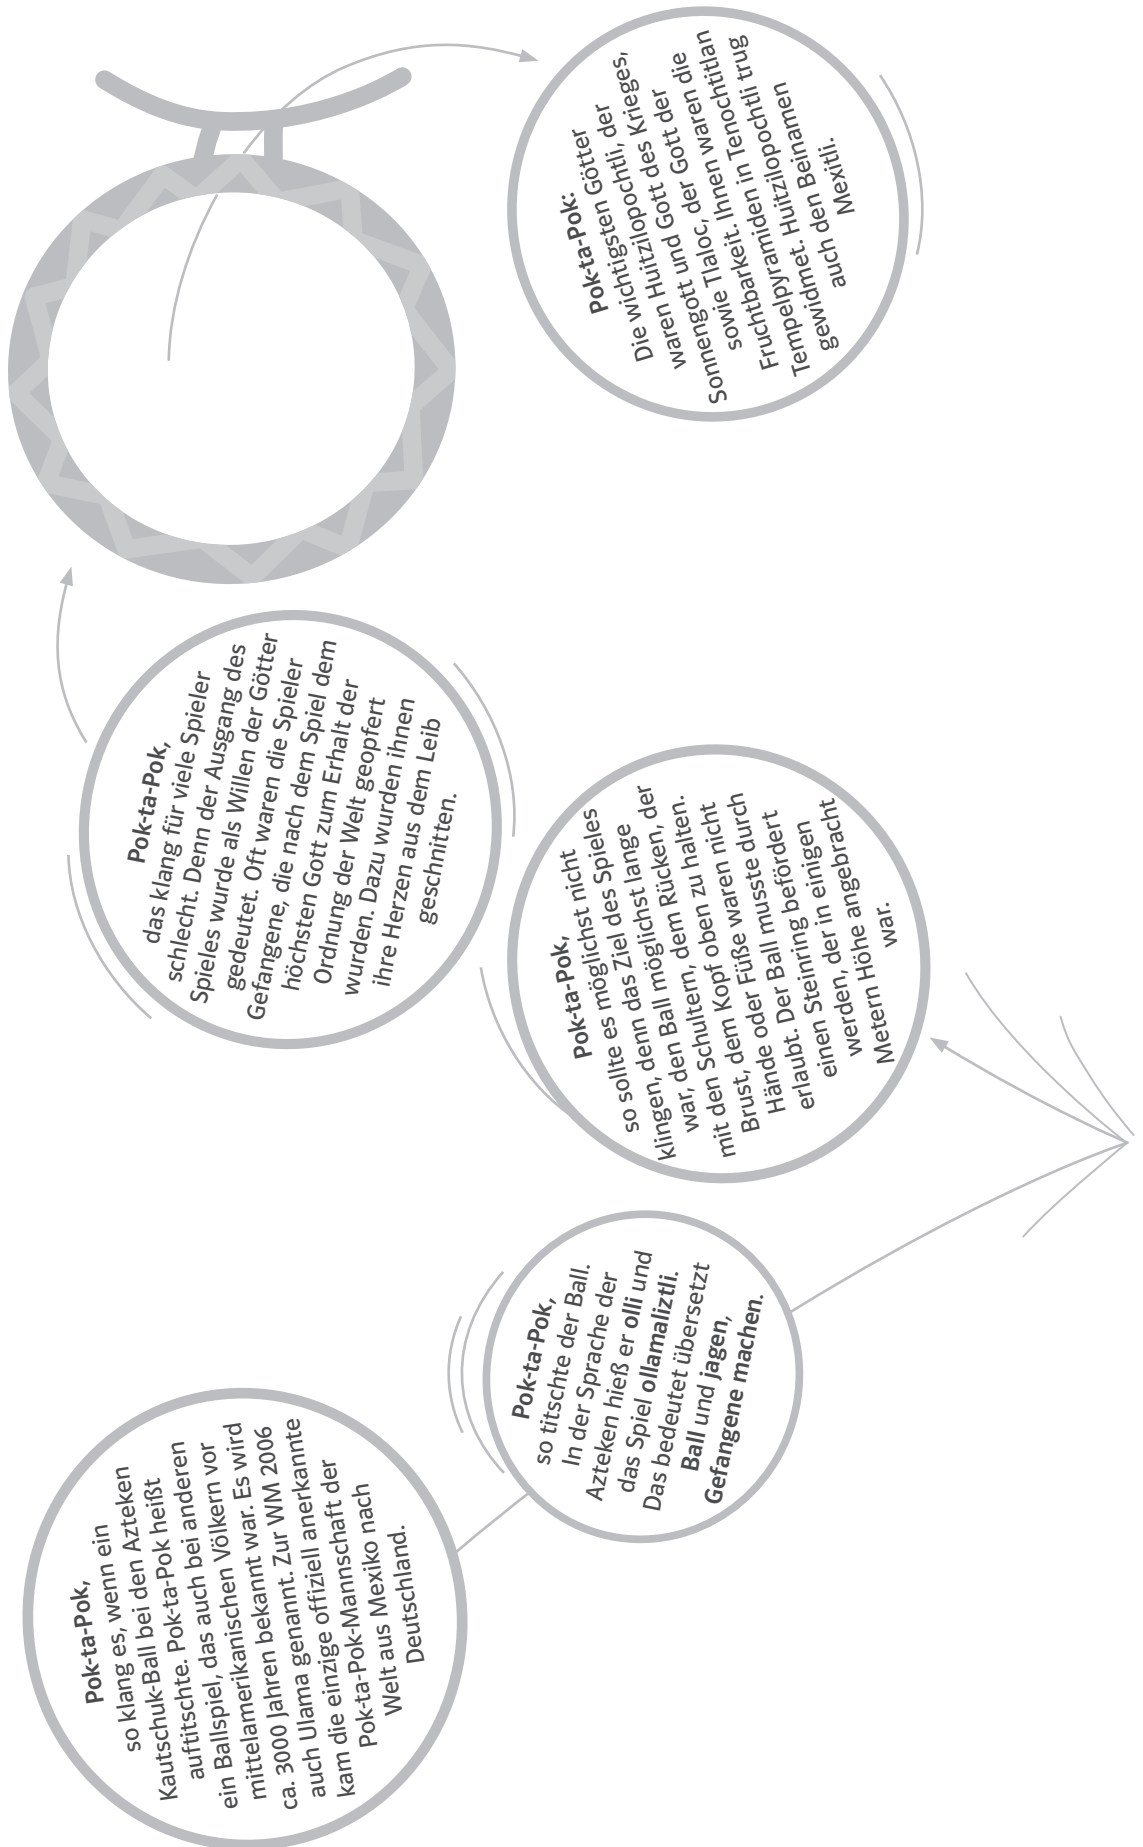 Pok-ta-Pok,
so klang es, wenn ein
Kautschuk-Ball bei den Azteken
auftitschte. Pok-ta-Pok heißt
ein Ballspiel, das auch bei anderen
mittelamerikanischen Völkern vor
ca. 3000 Jahren bekannt war. Es wird
auch Ulama genannt. Zur WM 2006
kam die einzige offiziell anerkannte
Pok-ta-Pok-Mannschaft der
Welt aus Mexiko nach
Deutschland.
Pok-ta-Pok,
so titschte der Ball.
In der Sprache der
Azteken hieß er olli und
das Spiel ollamaliztli.
Das bedeutet übersetzt
Ball und jagen,
Gefangene machen.
Pok-ta-Pok,
so sollte es möglichst nicht
klingen, denn das Ziel des Spieles
war, den Ball möglichst lange
mit den Schultern, dem Rücken, der
Brust, dem Kopf oben zu halten.
Hände oder Füße waren nicht
erlaubt. Der Ball musste durch
einen Steinring befördert
werden, der in einigen
Metern Höhe angebracht
war.
Pok-ta-Pok,
das klang für viele Spieler
schlecht. Denn der Ausgang des
Spieles wurde als Willen der Götter
gedeutet. Oft waren die Spieler
Gefangene, die nach dem Spiel dem
höchsten Gott zum Erhalt der
Ordnung der Welt geopfert
wurden. Dazu wurden ihnen
ihre Herzen aus dem Leib
geschnitten.
Pok-ta-Pok:
Die wichtigsten Götter
waren Huitzilopochtli, der
Sonnengott und Gott des Krieges,
sowie Tlaloc, der Gott der
Fruchtbarkeit. Ihnen waren die
Tempelpyramiden in Tenochtitlan
gewidmet. Huitzilopochtli trug
auch den Beinamen
Mexitli.